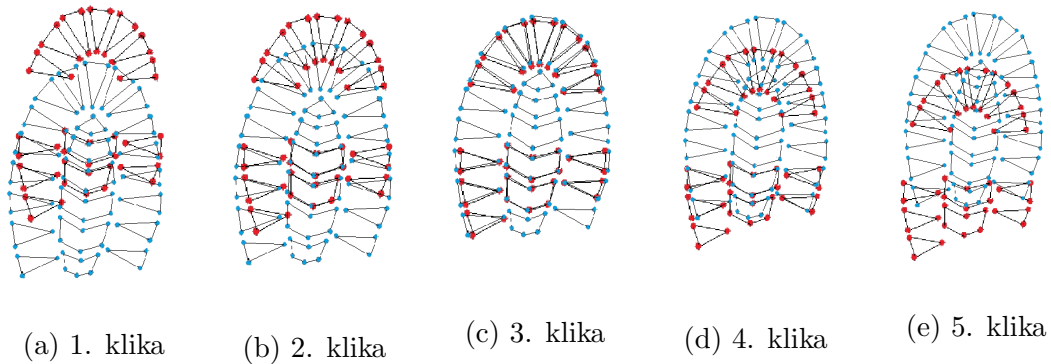 (a) 1. klika
(b) 2. klika
(c) 3. klika
(d) 4. klika
(e) 5. klika